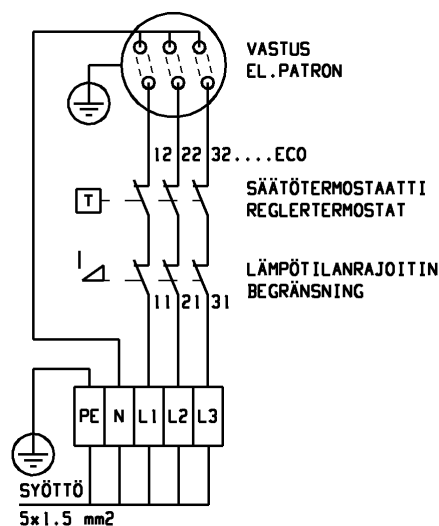 VASTUS
EL.PATRON
12 22 32....ECO
T
SÄÄTÖTERMOSTAATTI
REGLERTERMOSTAT
LÄMPÖTILANRAJOITIN
BEGRÄNSNING
11 21 31
PE N L1 L2 L3
SYÖTTÖ
5x1.5 mm2